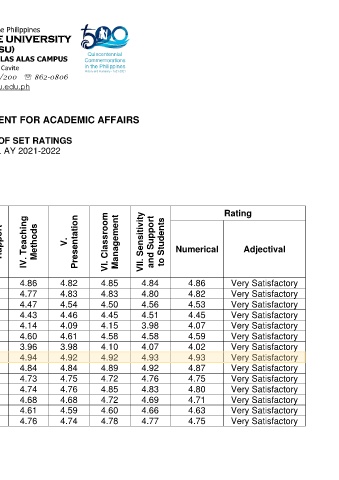 he Philippines
E UNIVERSITY
SU)
LAS ALAS CAMPUS
Cavite
/200 ☏ 862-0806
u.edu.ph
500
Quincentennial
Commemorations
in the Philippines
ENT FOR ACADEMIC AFFAIRS
OF SET RATINGS
AY 2021-2022
Rapport IV. Teaching Methods V. Presentation VI. Classroom Management VII. Sensitivity and Support to Students Rating
Numerical Adjectival
4.86 4.82 4.85 4.84 4.86 Very Satisfactory
4.77 4.83 4.83 4.80 4.82 Very Satisfactory
4.47 4.54 4.50 4.56 4.53 Very Satisfactory
4.43 4.46 4.45 4.51 4.45 Very Satisfactory
4.14 4.09 4.15 3.98 4.07 Very Satisfactory
4.60 4.61 4.58 4.58 4.59 Very Satisfactory
3.96 3.98 4.10 4.07 4.02 Very Satisfactory
4.94 4.92 4.92 4.93 4.93 Very Satisfactory
4.84 4.84 4.89 4.92 4.87 Very Satisfactory
4.73 4.75 4.72 4.76 4.75 Very Satisfactory
4.74 4.76 4.85 4.83 4.80 Very Satisfactory
4.68 4.68 4.72 4.69 4.71 Very Satisfactory
4.61 4.59 4.60 4.66 4.63 Very Satisfactory
4.76 4.74 4.78 4.77 4.75 Very Satisfactory